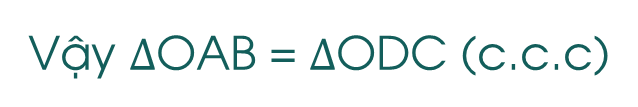 Vậy ΔOAB = ΔODC (c.c.c)